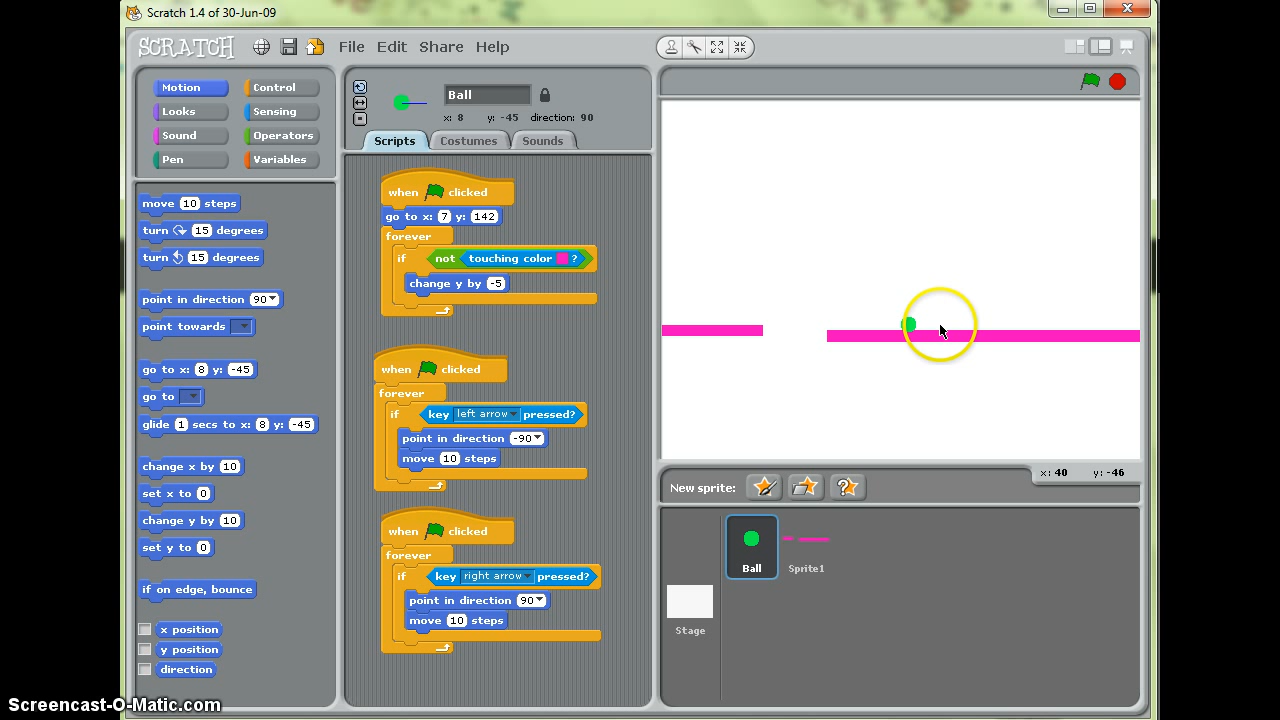 Scratch 1.4 of 30-Jun-09
SCRATCH File Edit Share Help
Motion Control
Looks Sensing
Sound Operators
Pen Variables
move 10 steps
turn 15 degrees
turn 15 degrees
point in direction 90
point towards
go to x: 8 y: -45
go to
glide 1 secs to x: 8 y: -45
change x by 10
set x to 0
change y by 10
set y to 0
if on edge, bounce
x position
y position
direction
Ball
x: 8 y: -45 direction: 90
Scripts Costumes Sounds
when clicked
go to x: 7 y: 142
forever
if not touching color ?
change y by -5
when clicked
forever
if key left arrow pressed?
point in direction -90
move 10 steps
when clicked
forever
if key right arrow pressed?
point in direction 90
move 10 steps
x: 40 y: -46
New sprite:
Ball Sprite1
Stage
Screencast-O-Matic.com